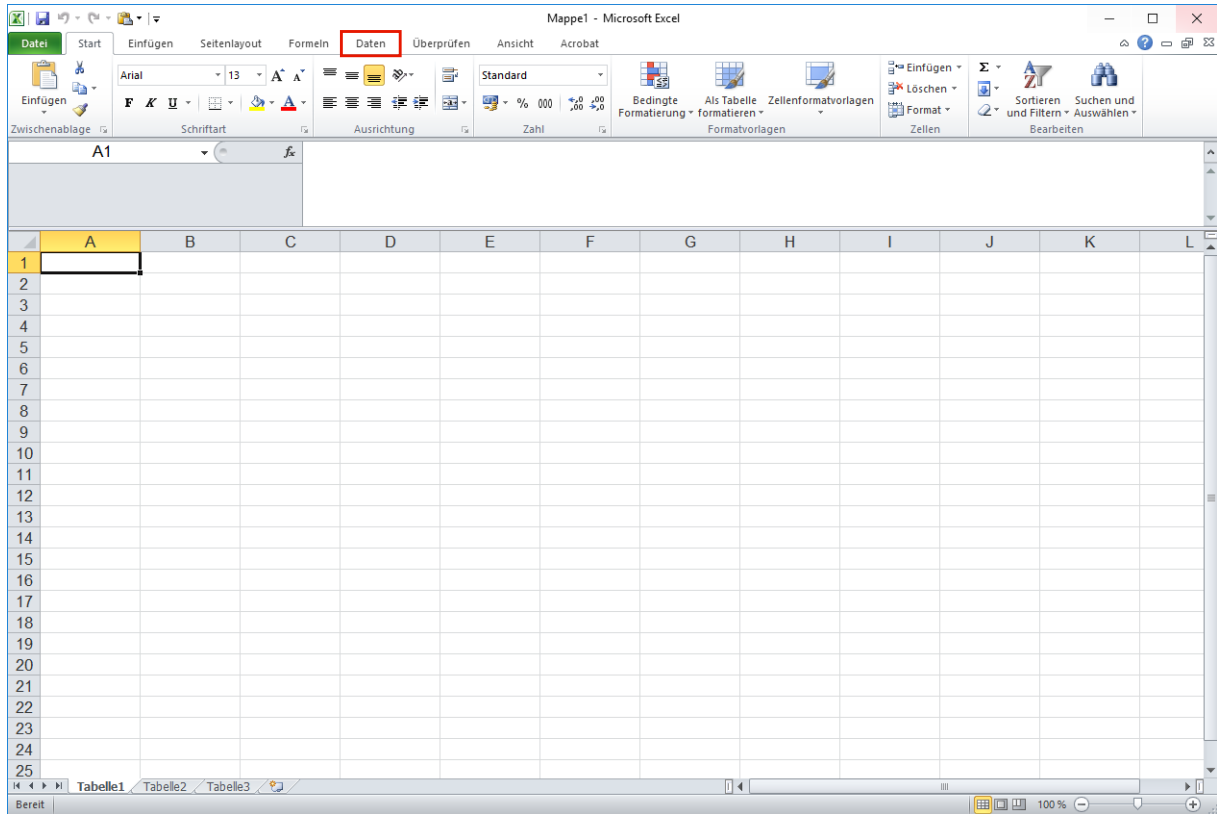 Mappe1 - Microsoft Excel
Datei Start Einfügen Seitenlayout Formeln Daten Überprüfen Ansicht Acrobat
Einfügen
Arial 13 A A
F K U A
Standard
% 000 ,00 ,00
Bedingte Formatierung
Als Tabelle formatieren
Zellenformatvorlagen
Einfügen
Löschen
Format
Σ
Sortieren und Filtern
Suchen und Auswählen
Zwischenablage Schriftart Ausrichtung Zahl Formatvorlagen Zellen Bearbeiten
A1 fx
A B C D E F G H I J K L
1
2
3
4
5
6
7
8
9
10
11
12
13
14
15
16
17
18
19
20
21
22
23
24
25
Tabelle1 Tabelle2 Tabelle3
Bereit 100 %